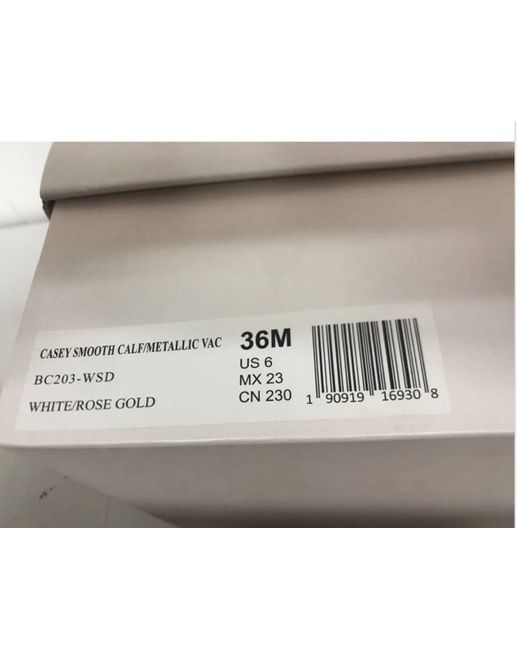 CASEY SMOOTH CALF/METALLIC VAC
BC203-WSD
WHITE/ROSE GOLD
36M
US 6
MX 23
CN 230
1 90919 16930 8